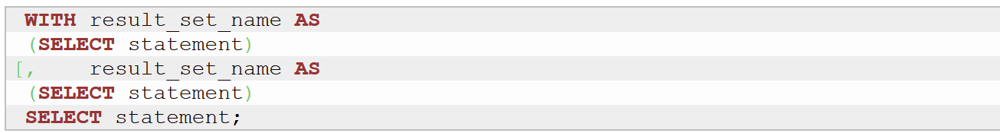 WITH result_set_name AS
(SELECT statement)
[,    result_set_name AS
(SELECT statement)
SELECT statement;